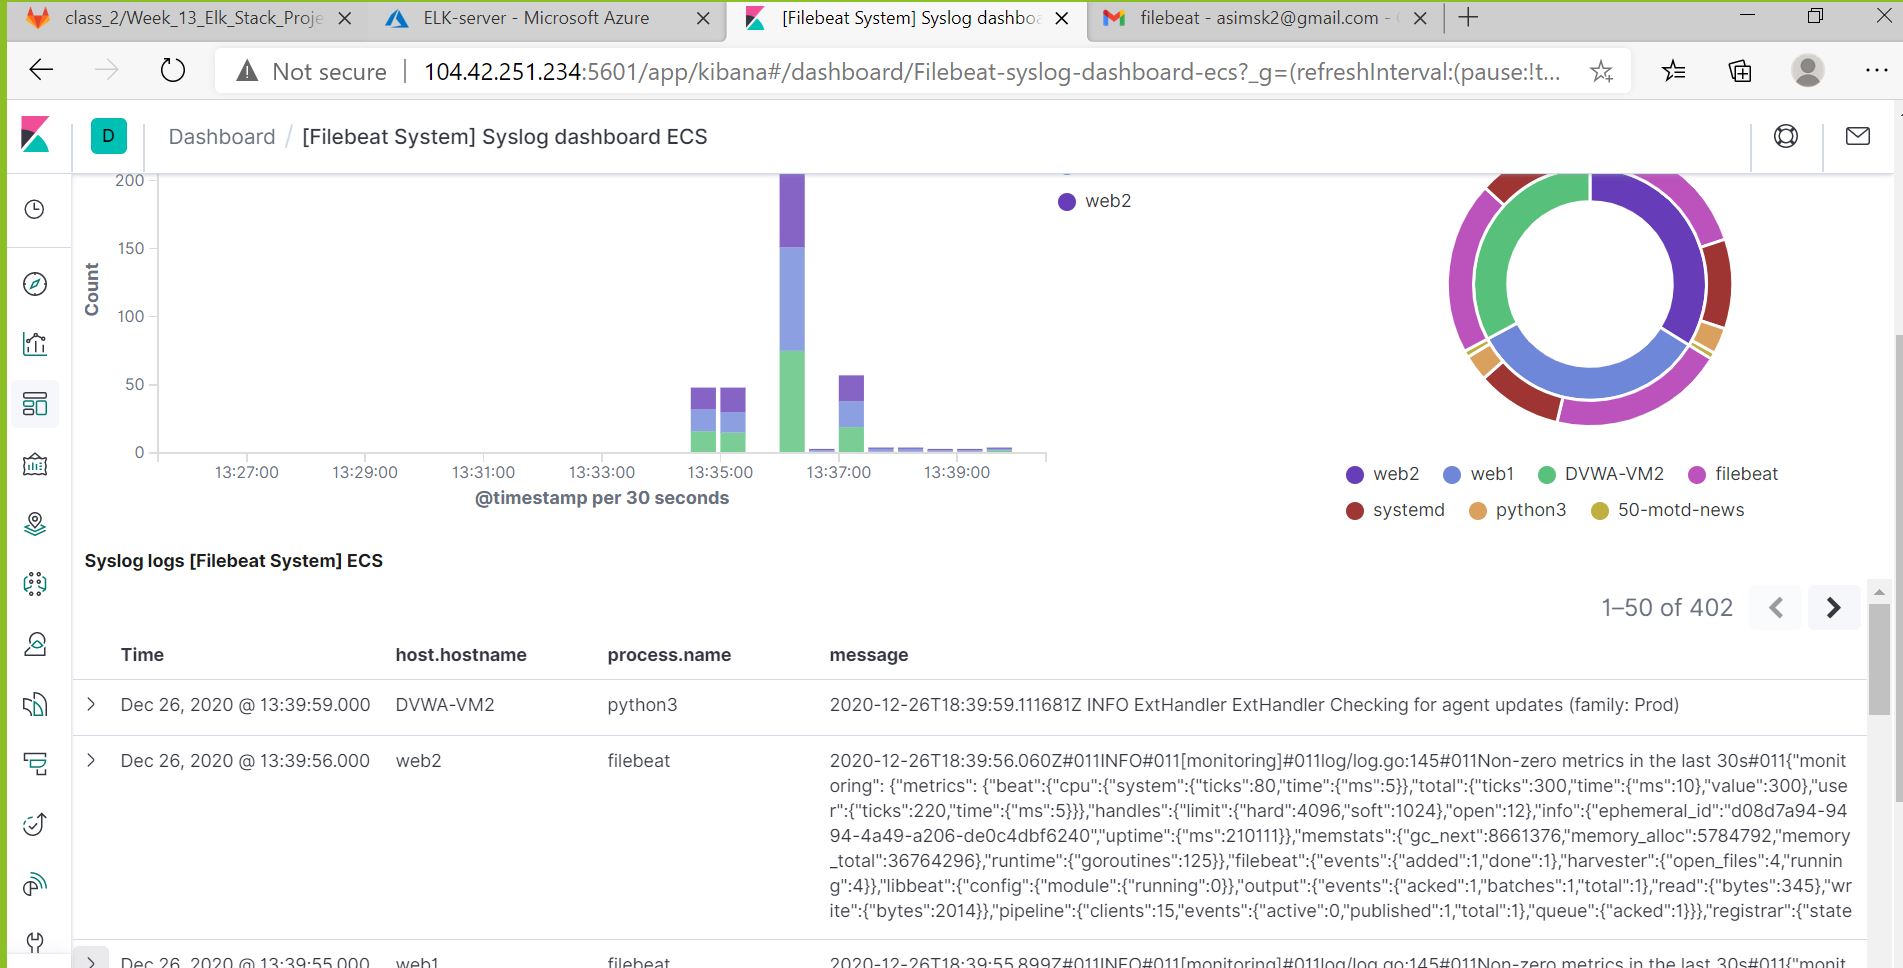 class_2/Week_13_Elk_Stack_Proje
ELK-server - Microsoft Azure
[Filebeat System] Syslog dashboa
filebeat - asimsk2@gmail.com -
Not secure
104.42.251.234:5601/app/kibana#/dashboard/Filebeat-syslog-dashboard-ecs?_g=(refreshInterval:(pause:!t...
D
Dashboard / [Filebeat System] Syslog dashboard ECS
200
150
100
50
0
Count
13:27:00 13:29:00 13:31:00 13:33:00 13:35:00 13:37:00 13:39:00
@timestamp per 30 seconds
web2
web2 web1 DVWA-VM2 filebeat
systemd python3 50-motd-news
Syslog logs [Filebeat System] ECS
1–50 of 402
Time host.hostname process.name message
Dec 26, 2020 @ 13:39:59.000 DVWA-VM2 python3 2020-12-26T18:39:59.111681Z INFO ExtHandler ExtHandler Checking for agent updates (family: Prod)
Dec 26, 2020 @ 13:39:56.000 web2 filebeat 2020-12-26T18:39:56.060Z#011INFO#011[monitoring]#011log/log.go:145#011Non-zero metrics in the last 30s#011{"monit
oring": {"metrics": {"beat":{"cpu":{"system":{"ticks":80,"time":{"ms":5}},"total":{"ticks":300,"time":{"ms":10},"value":300},"use
r":{"ticks":220,"time":{"ms":5}}},"handles":{"limit":{"hard":4096,"soft":1024},"open":12},"info":{"ephemeral_id":"d08d7a94-94
94-4a49-a206-de0c4dbf6240","uptime":{"ms":210111}},"memstats":{"gc_next":8661376,"memory_alloc":5784792,"memory
_total":36764296},"runtime":{"goroutines":125}},"filebeat":{"events":{"added":1,"done":1},"harvester":{"open_files":4,"runnin
g":4}},"libbeat":{"config":{"module":{"running":0}},"output":{"events":{"acked":1,"batches":1,"total":1},"read":{"bytes":345},"wr
ite":{"bytes":2014}},"pipeline":{"clients":15,"events":{"active":0,"published":1,"total":1},"queue":{"acked":1}}},"registrar":{"state
Dec 26, 2020 @ 13:39:55.000 web1 filebeat 2020-12-26T18:39:55.899Z#011INFO#011[monitoring]#011log/log.go:145#011Non-zero metrics in the last 30s#011{"monit